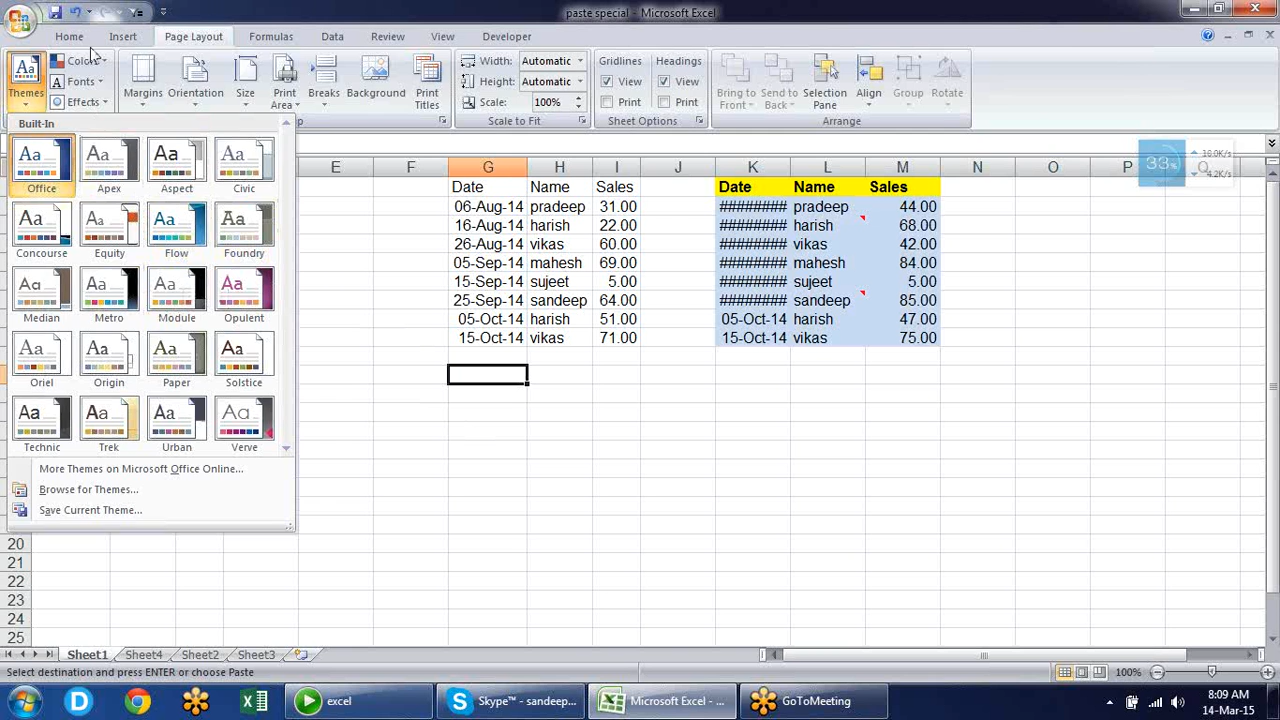 paste special - Microsoft Excel
Home Insert Page Layout Formulas Data Review View Developer
Themes
Colors
Fonts
Effects
Margins Orientation Size Print Area Breaks Background Print Titles
Width: Automatic
Height: Automatic
Scale: 100%
Scale to Fit
Gridlines Headings
View View
Print Print
Sheet Options
Bring to Front Send to Back Selection Pane Align Group Rotate
Arrange
33%
4.2K/s
Built-In
Office Apex Aspect Civic
Concourse Equity Flow Foundry
Median Metro Module Opulent
Oriel Origin Paper Solstice
Technic Trek Urban Verve
More Themes on Microsoft Office Online...
Browse for Themes...
Save Current Theme...
E F G H I J K L M N O P Q
Date Name Sales Date Name Sales
06-Aug-14 pradeep 31.00 ######## pradeep 44.00
16-Aug-14 harish 22.00 ######## harish 68.00
26-Aug-14 vikas 60.00 ######## vikas 42.00
05-Sep-14 mahesh 69.00 ######## mahesh 84.00
15-Sep-14 sujeet 5.00 ######## sujeet 5.00
25-Sep-14 sandeep 64.00 ######## sandeep 85.00
05-Oct-14 harish 51.00 05-Oct-14 harish 47.00
15-Oct-14 vikas 71.00 15-Oct-14 vikas 75.00
20
21
22
23
24
25
Sheet1 Sheet4 Sheet2 Sheet3
Select destination and press ENTER or choose Paste
100%
excel
Skype™ - sandeep...
Microsoft Excel - ...
GoToMeeting
8:09 AM
14-Mar-15